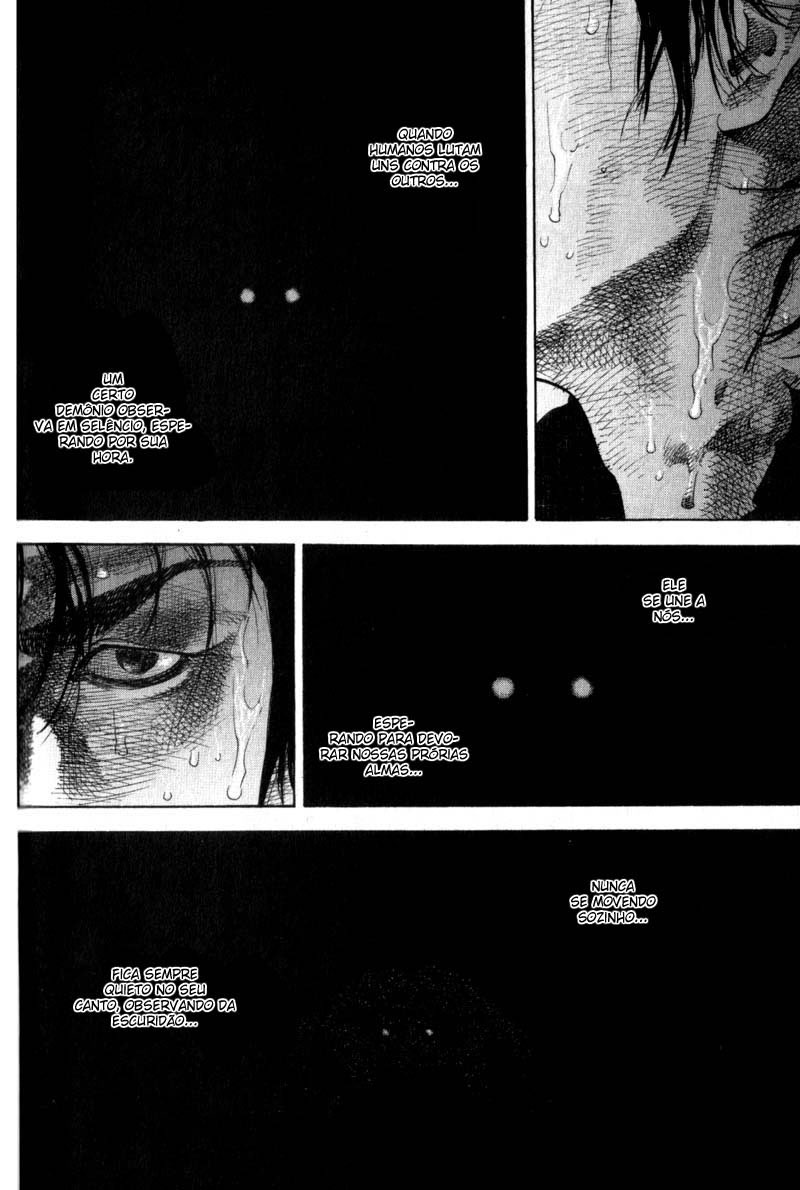 QUANDO
HUMANOS LUTAM
UNS CONTRA OS
OUTROS...
UM
CERTO
DEMÔNIO OBSER-
VA EM SELÊNCIO, ESPE-
RANDO POR SUA
HORA.
ELE
SE UNE A
NÓS...
ESPE-
RANDO PARA DEVO-
RAR NOSSAS PRÓRIAS
ALMAS...
NUNCA
SE MOVENDO
SOZINHO...
FICA SEMPRE
QUIETO NO SEU
CANTO, OBSERVANDO DA
ESCURIDÃO...